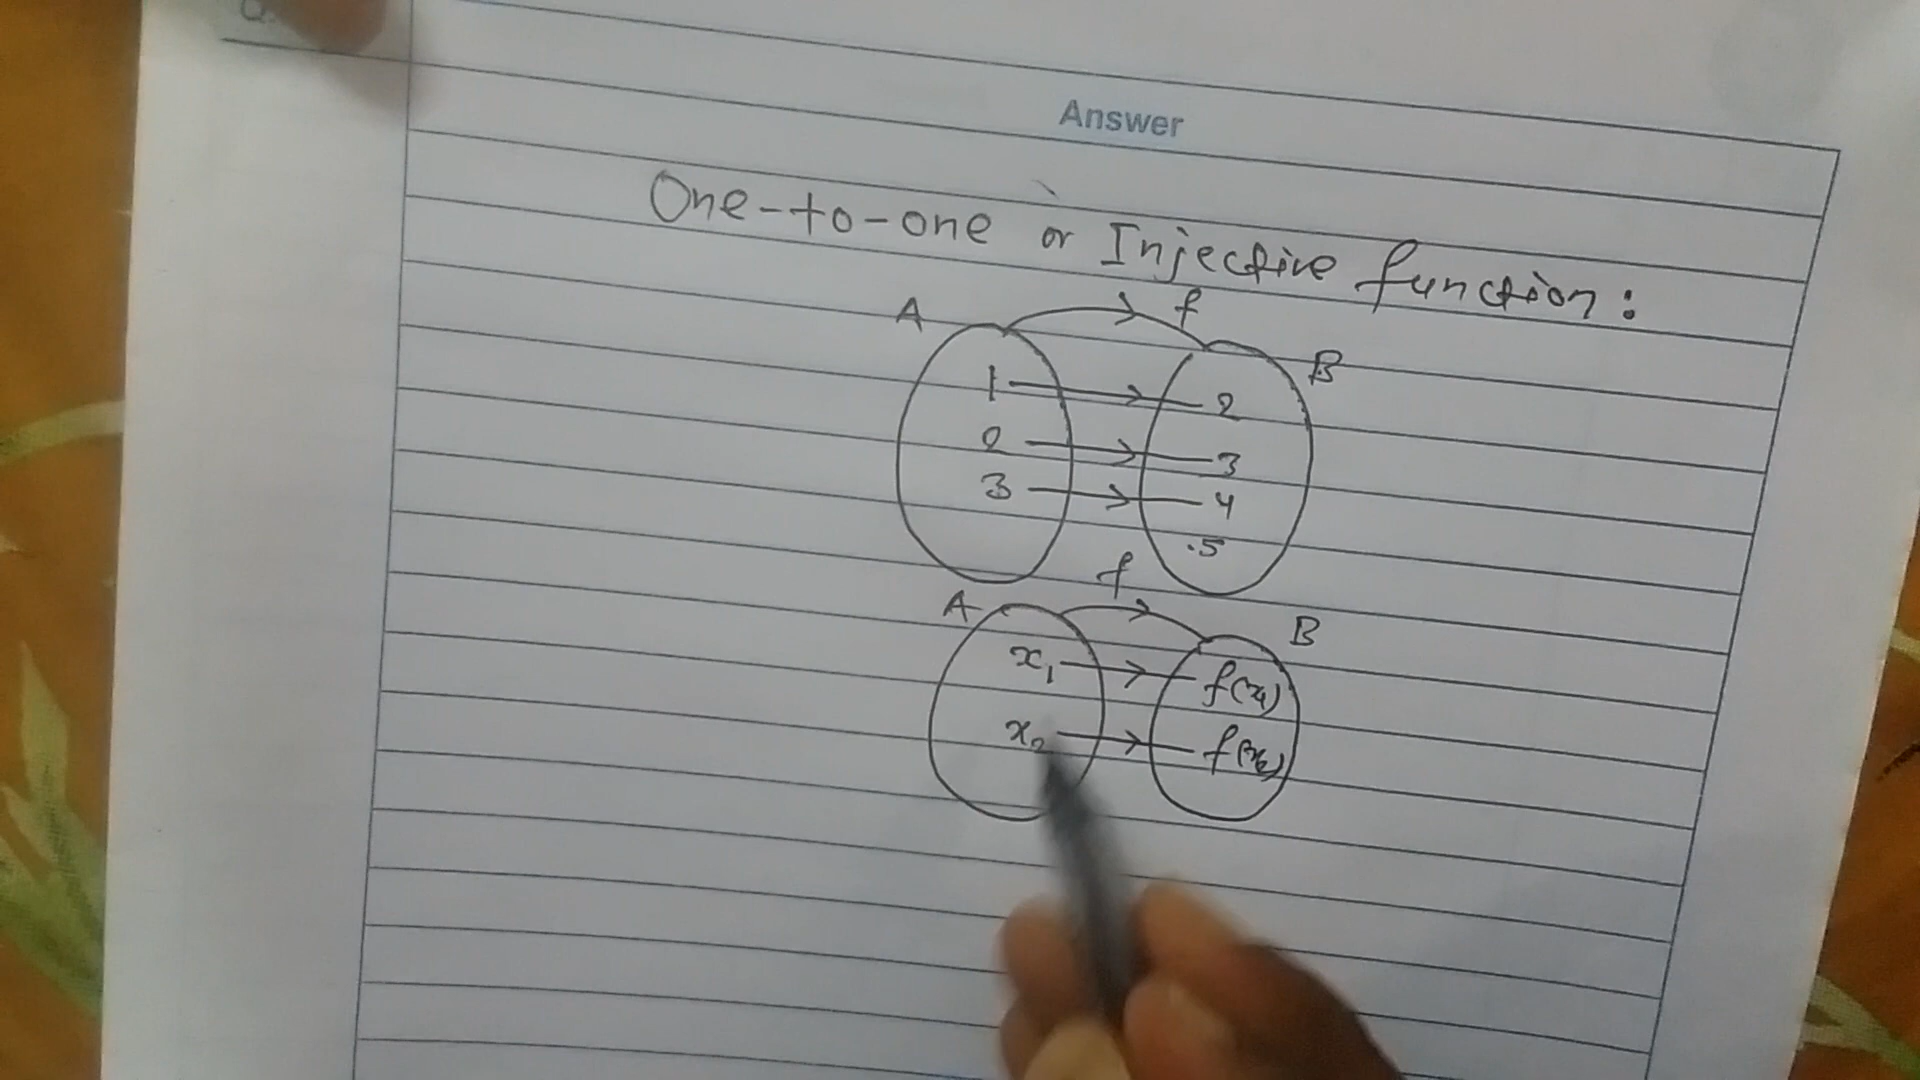 Answer
One-to-one or Injective function:
A f B
1 2
2 3
3 4
.5
A f B
x₁ f(x₁)
x₂ f(x₂)